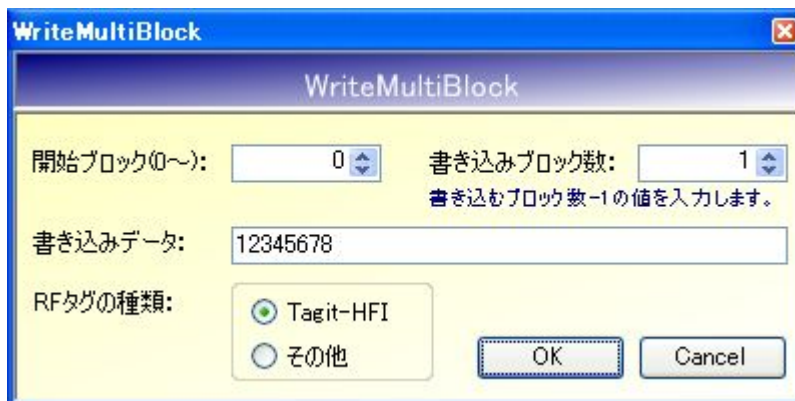 WriteMultiBlock
WriteMultiBlock
開始ブロック(0～): 0 書き込みブロック数: 1
書き込むブロック数-1の値を入力します。
書き込みデータ: 12345678
RFタグの種類:
Tagit-HFI
その他
OK Cancel